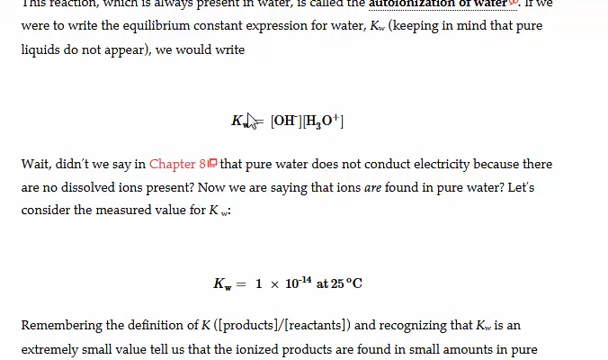 This reaction, which is always present in water, is called the autoionization of water. If we
were to write the equilibrium constant expression for water, Kw (keeping in mind that pure
liquids do not appear), we would write
Kw = [OH⁻][H₃O⁺]
Wait, didn't we say in Chapter 8 that pure water does not conduct electricity because there
are no dissolved ions present? Now we are saying that ions are found in pure water? Let's
consider the measured value for K w:
Kw = 1 × 10⁻¹⁴ at 25 °C
Remembering the definition of K ([products]/[reactants]) and recognizing that Kw is an
extremely small value tell us that the ionized products are found in small amounts in pure